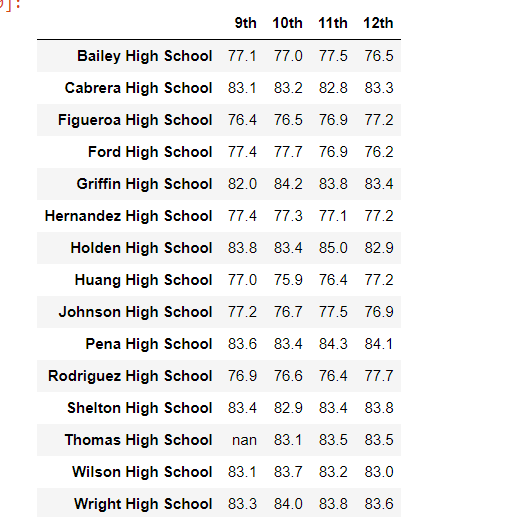 9th 10th 11th 12th
Bailey High School 77.1 77.0 77.5 76.5
Cabrera High School 83.1 83.2 82.8 83.3
Figueroa High School 76.4 76.5 76.9 77.2
Ford High School 77.4 77.7 76.9 76.2
Griffin High School 82.0 84.2 83.8 83.4
Hernandez High School 77.4 77.3 77.1 77.2
Holden High School 83.8 83.4 85.0 82.9
Huang High School 77.0 75.9 76.4 77.2
Johnson High School 77.2 76.7 77.5 76.9
Pena High School 83.6 83.4 84.3 84.1
Rodriguez High School 76.9 76.6 76.4 77.7
Shelton High School 83.4 82.9 83.4 83.8
Thomas High School nan 83.1 83.5 83.5
Wilson High School 83.1 83.7 83.2 83.0
Wright High School 83.3 84.0 83.8 83.6